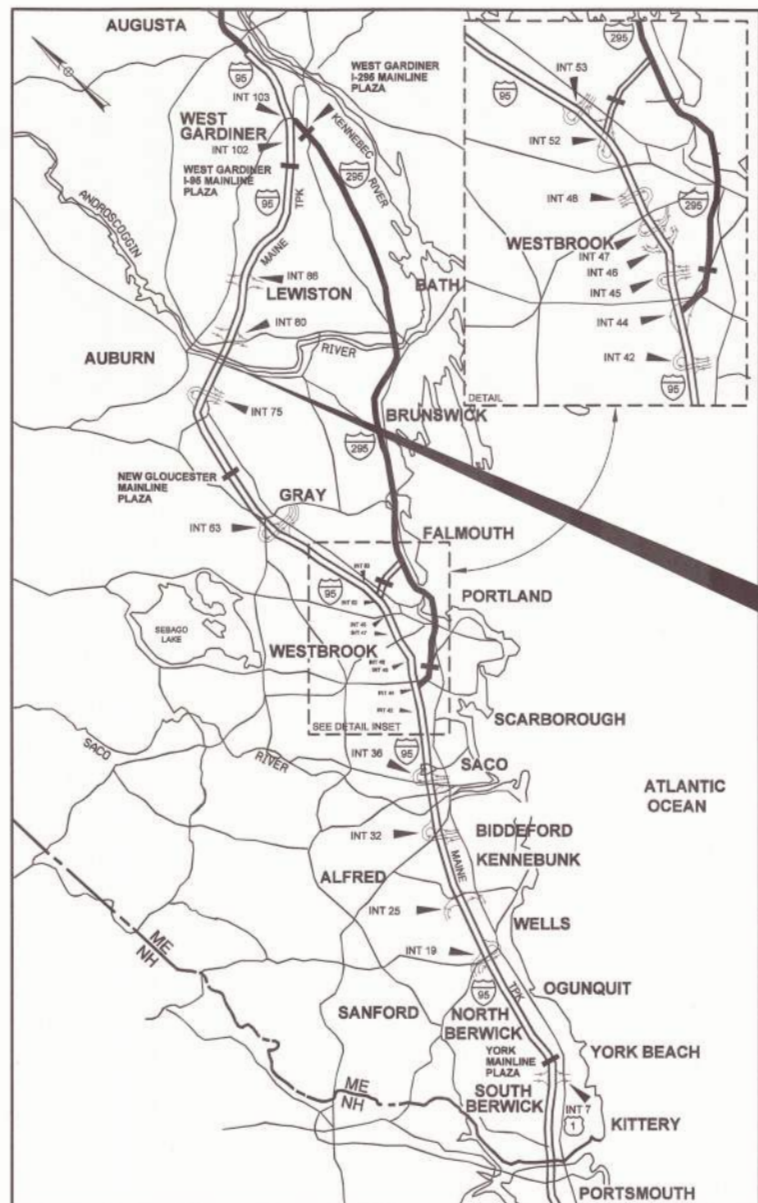 AUGUSTA
95
INT 103
WEST GARDINER
I-295 MAINLINE
PLAZA
WEST
GARDINER
INT 102
WEST GARDINER
I-95 MAINLINE
PLAZA
KENNEBEC
RIVER
295
95
TPK
MAINE
ANDROSCOGGIN
INT 86
LEWISTON
BATH
INT 80
RIVER
AUBURN
INT 75
BRUNSWICK
295
NEW GLOUCESTER
MAINLINE
PLAZA
GRAY
INT 63
FALMOUTH
95
PORTLAND
SEBAGO
LAKE
WESTBROOK
INT 47
SEE DETAIL INSET
SCARBOROUGH
SACO
RIVER
INT 36
95
SACO
ATLANTIC
OCEAN
INT 32
BIDDEFORD
MAINE
KENNEBUNK
ALFRED
INT 25
WELLS
INT 19
95
TPK
OGUNQUIT
SANFORD
NORTH
BERWICK
YORK
MAINLINE
PLAZA
YORK BEACH
SOUTH
BERWICK
INT 7
1
KITTERY
ME
NH
ME
NH
PORTSMOUTH
295
INT 53
95
INT 52
INT 48
295
WESTBROOK
INT 47
INT 46
INT 45
INT 44
INT 42
95
DETAIL